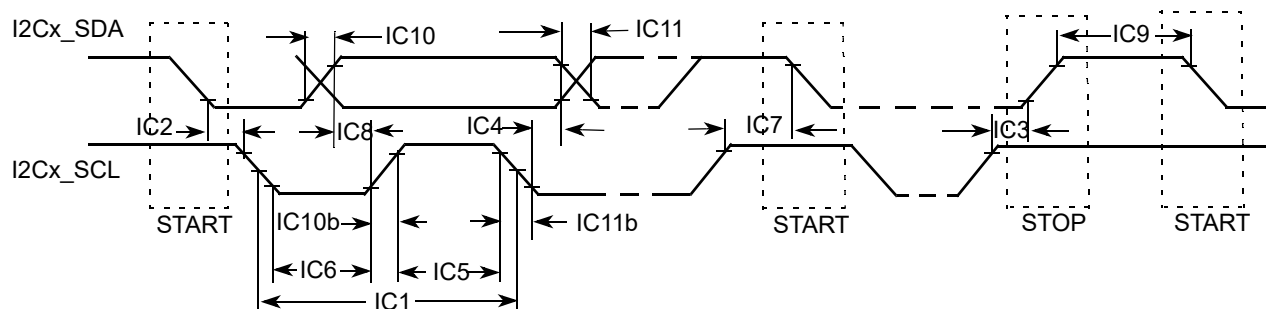 I2Cx_SDA
IC10
IC11
IC9
IC2
IC8
IC4
IC7
IC3
I2Cx_SCL
START
IC10b
IC11b
START
STOP
START
IC6
IC5
IC1